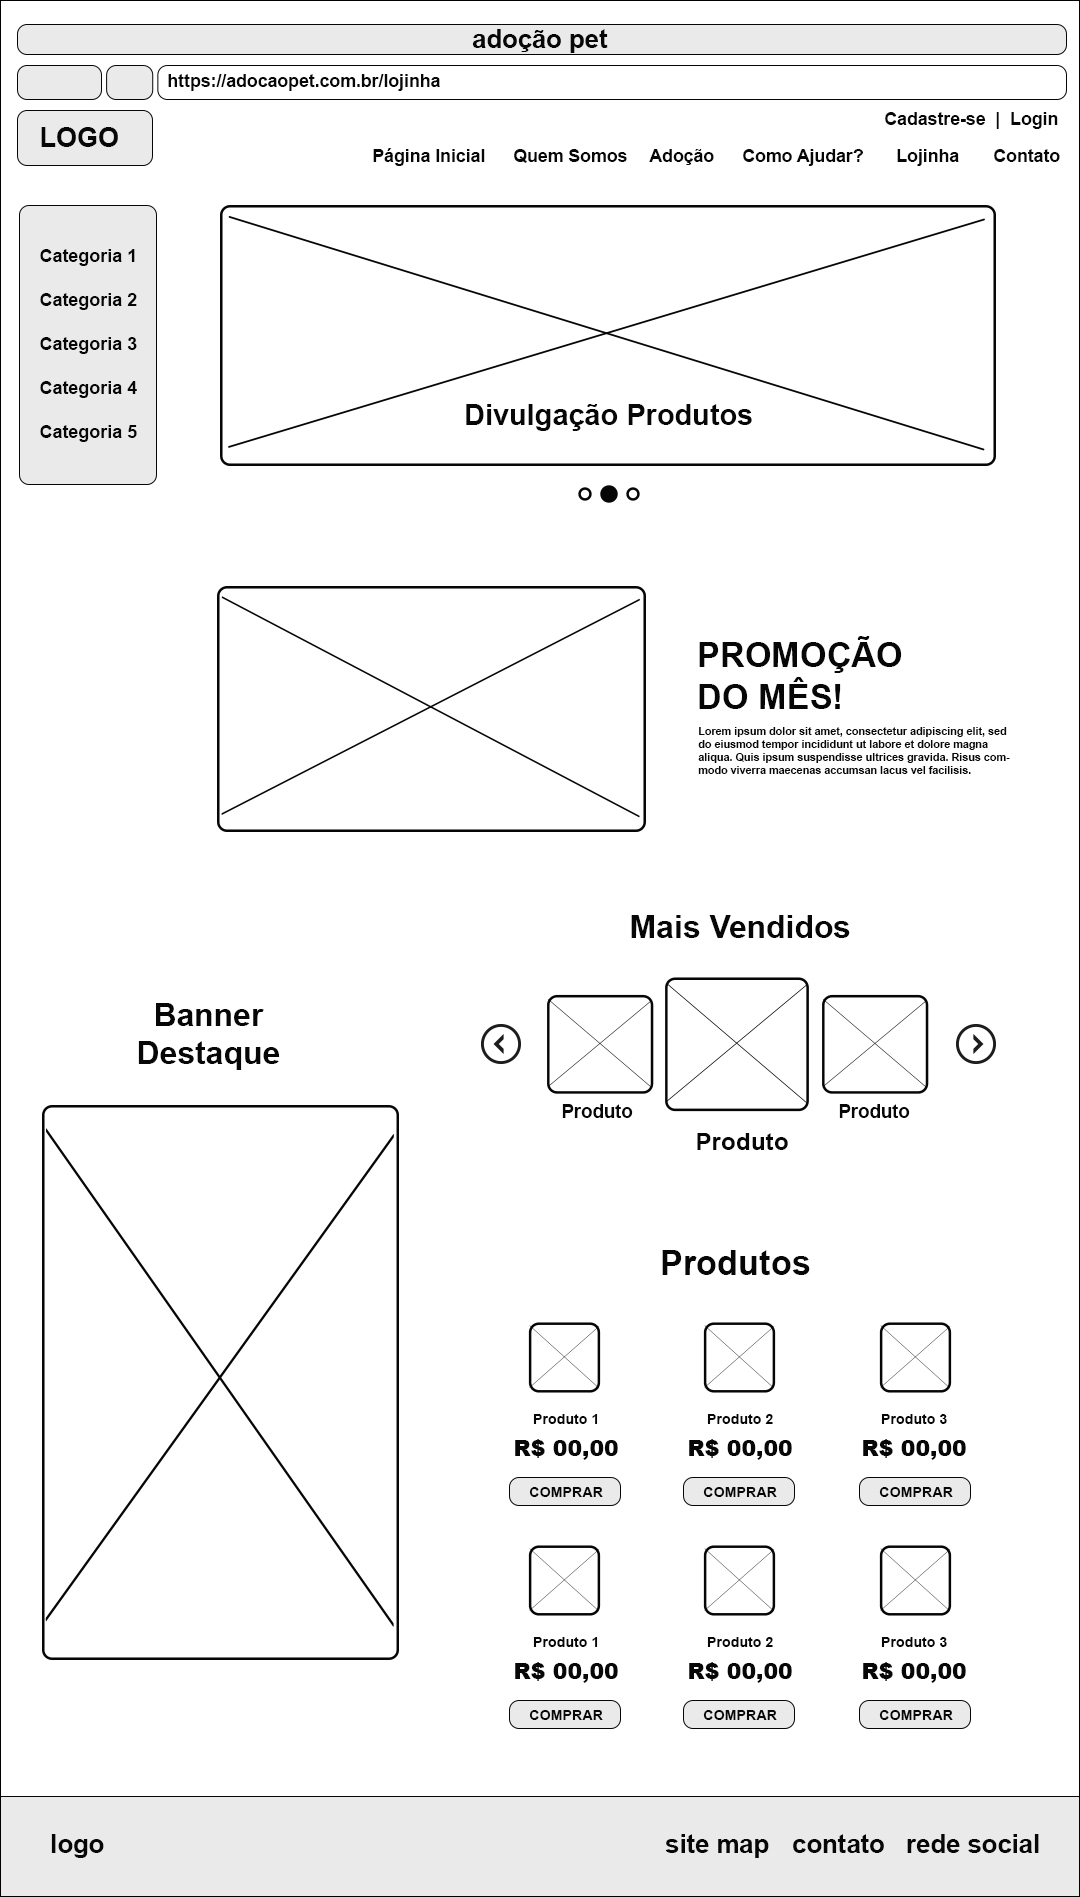 adoção pet
https://adocaopet.com.br/lojinha
LOGO
Cadastre-se | Login
Página Inicial Quem Somos Adoção Como Ajudar? Lojinha Contato
Categoria 1
Categoria 2
Categoria 3
Categoria 4
Categoria 5
Divulgação Produtos
PROMOÇÃO
DO MÊS!
Lorem ipsum dolor sit amet, consectetur adipiscing elit, sed
do eiusmod tempor incididunt ut labore et dolore magna
aliqua. Quis ipsum suspendisse ultrices gravida. Risus com-
modo viverra maecenas accumsan lacus vel facilisis.
Banner
Destaque
Mais Vendidos
Produto
Produto
Produto
Produtos
Produto 1 Produto 2 Produto 3
R$ 00,00 R$ 00,00 R$ 00,00
COMPRAR COMPRAR COMPRAR
Produto 1 Produto 2 Produto 3
R$ 00,00 R$ 00,00 R$ 00,00
COMPRAR COMPRAR COMPRAR
logo
site map contato rede social